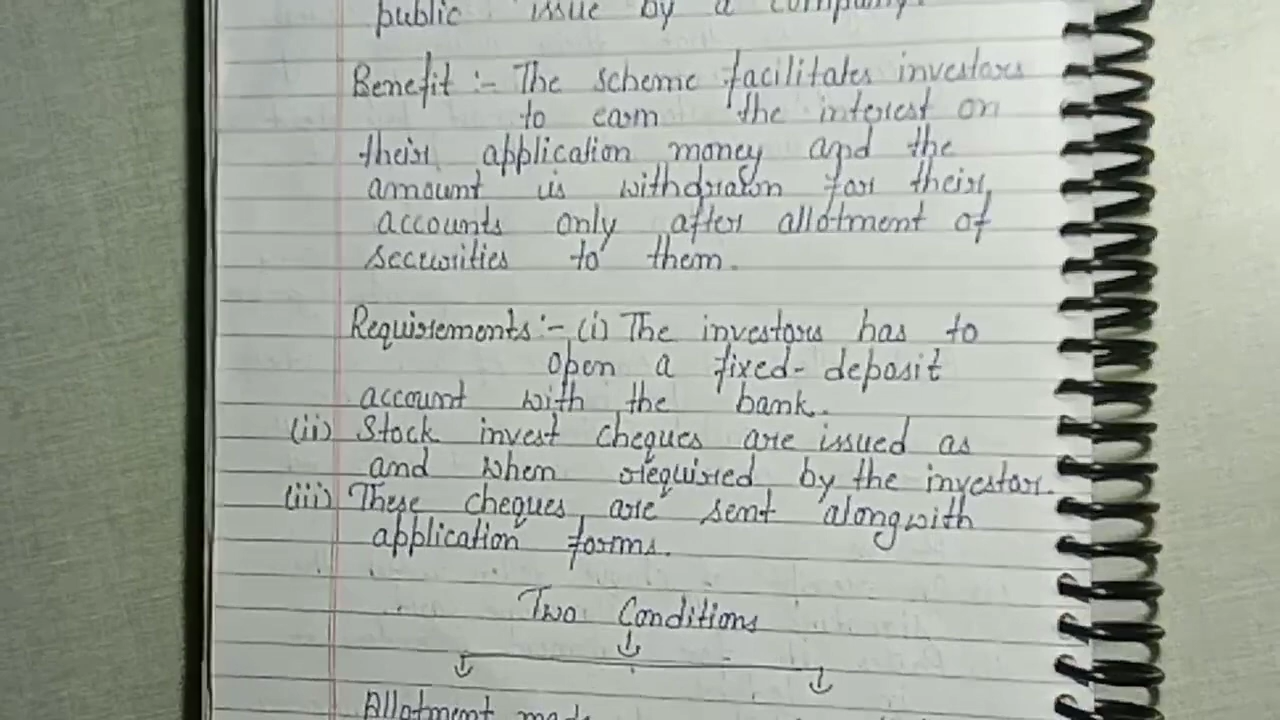 public issue by a company.
Benefit :- The scheme facilitates investors
to earn the interest on
their application money and the
amount is withdrawn for their
accounts only after allotment of
securities to them.
Requirements :- (i) The investors has to
open a fixed-deposit
account with the bank.
(ii) Stock invest cheques are issued as
and when required by the investor.
(iii) These cheques are sent alongwith
application forms.
Two Conditions
Allotment made